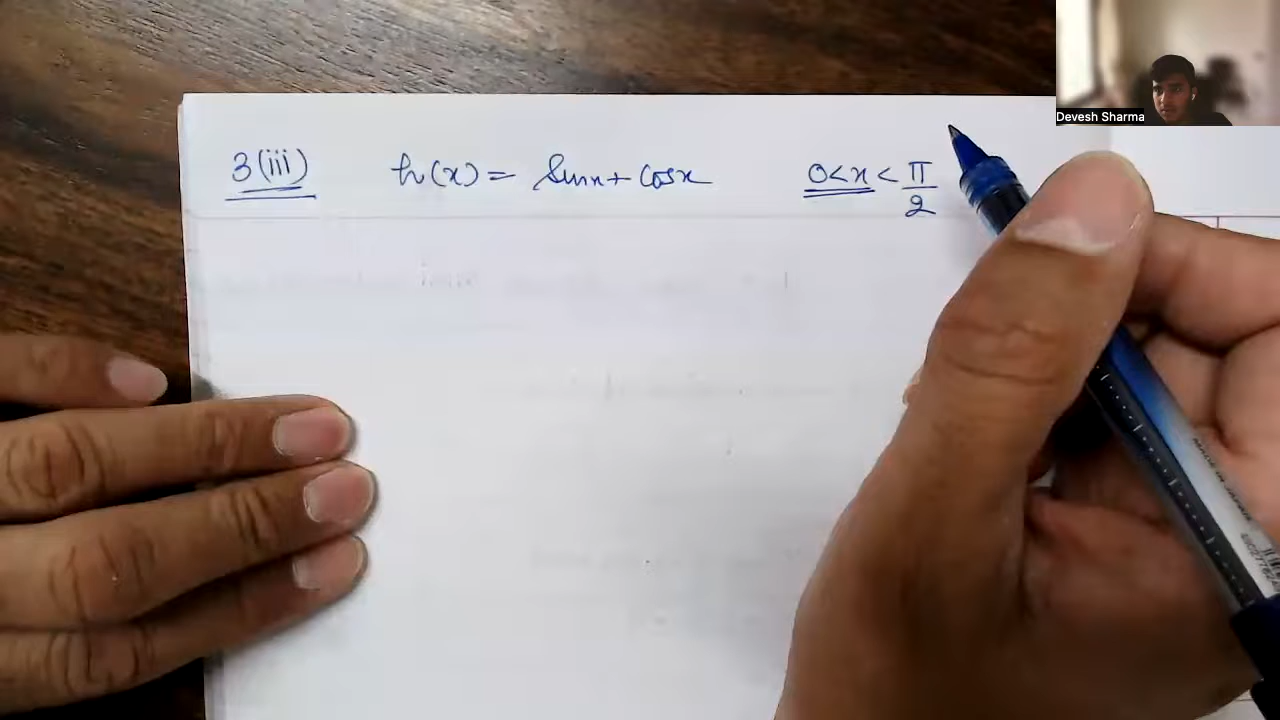 Devesh Sharma
3(iii) h(x) = Sinx + Cosx 0<x<π/2